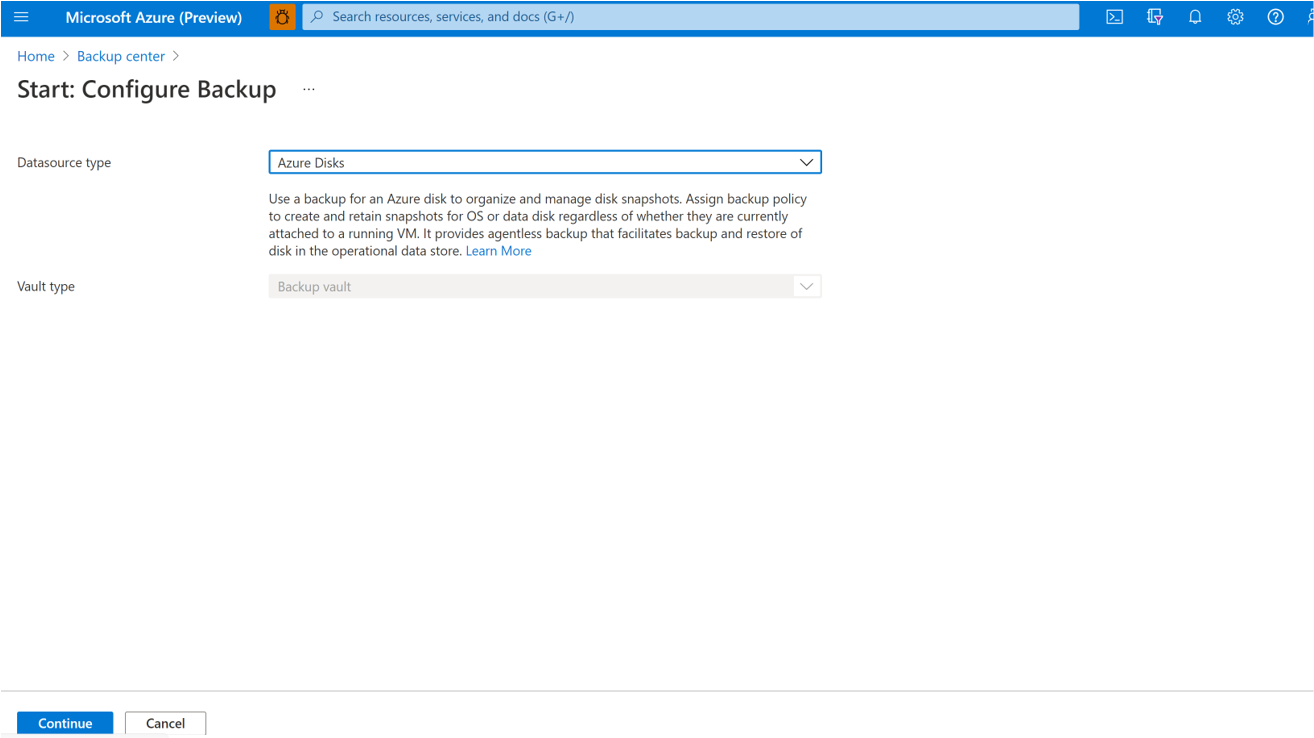 Microsoft Azure (Preview)
Search resources, services, and docs (G+/)
Home > Backup center >
Start: Configure Backup ...
Datasource type
Azure Disks
Use a backup for an Azure disk to organize and manage disk snapshots. Assign backup policy
to create and retain snapshots for OS or data disk regardless of whether they are currently
attached to a running VM. It provides agentless backup that facilitates backup and restore of
disk in the operational data store. Learn More
Vault type
Backup vault
Continue
Cancel